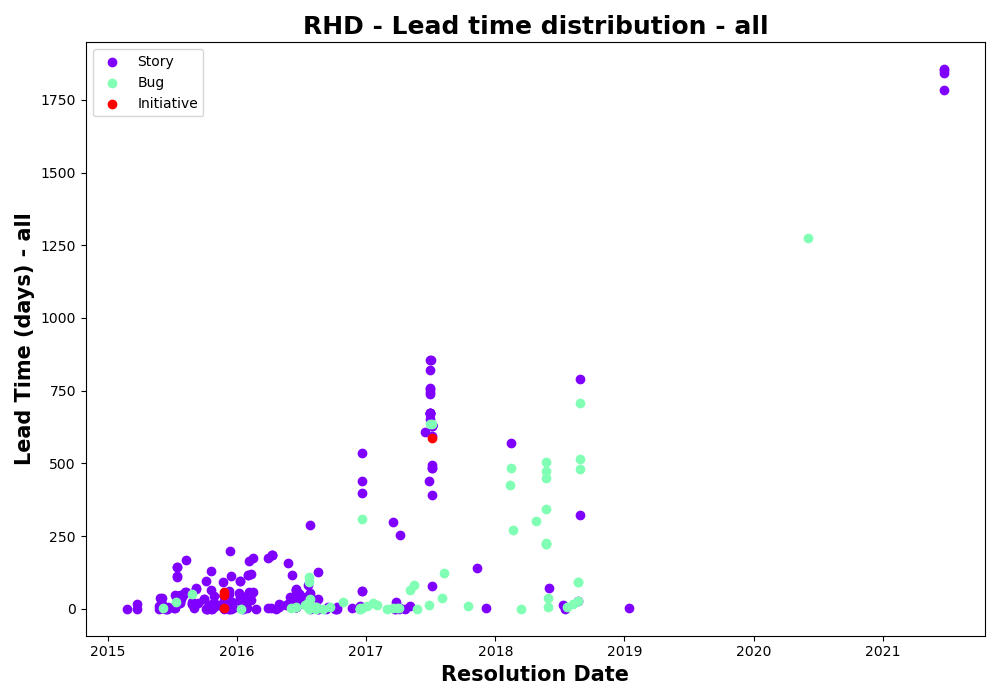 RHD - Lead time distribution - all
Story
Bug
Initiative
Lead Time (days) - all
1750
1500
1250
1000
750
500
250
0
2015 2016 2017 2018 2019 2020 2021
Resolution Date